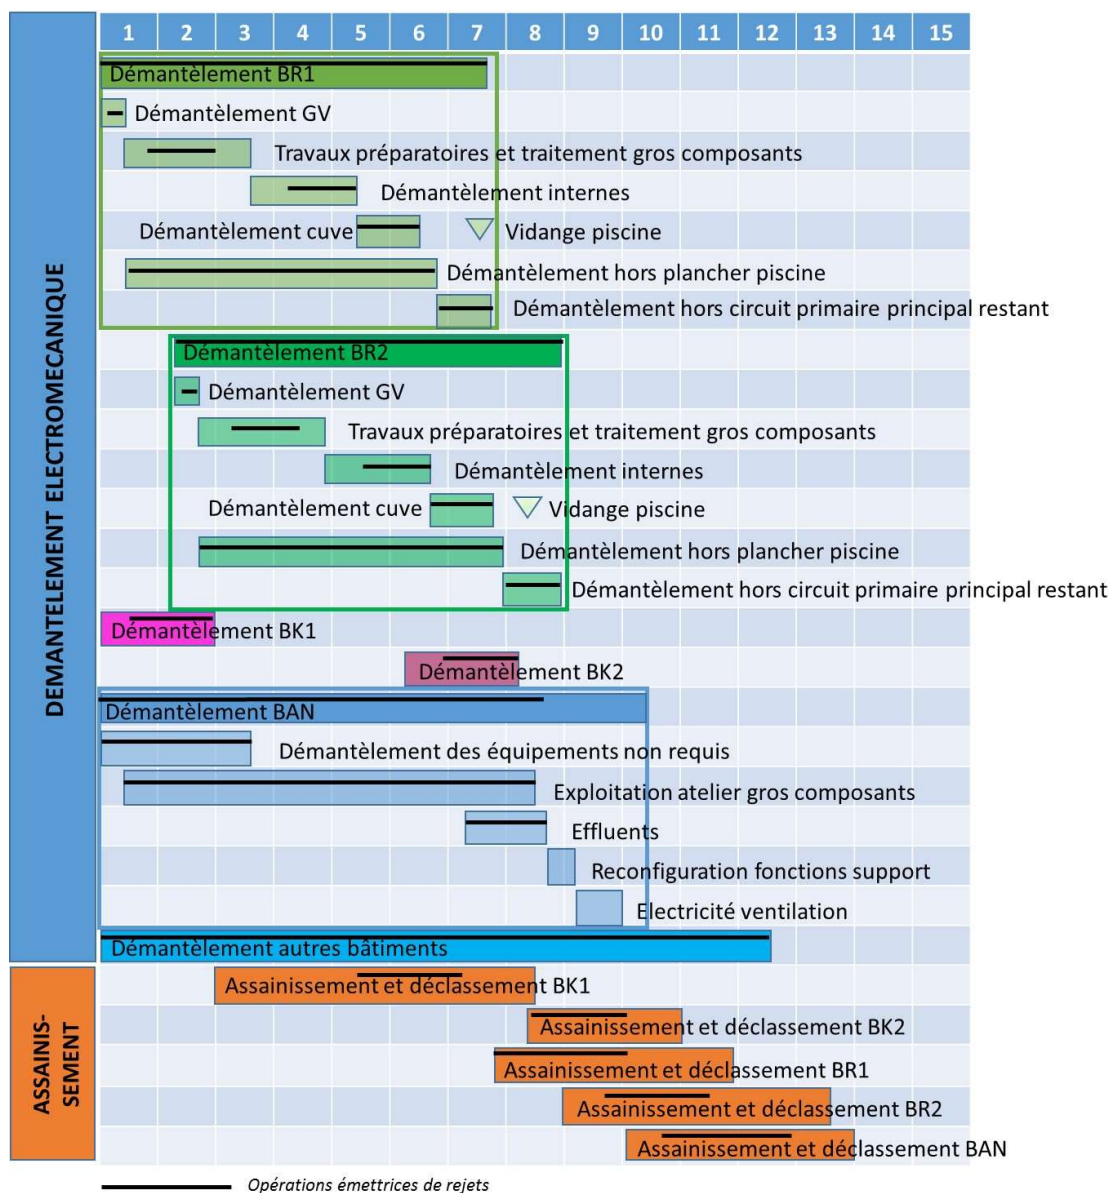 1 2 3 4 5 6 7 8 9 10 11 12 13 14 15
DEMANTELEMENT ELECTROMECANIQUE
Démantèlement BR1
Démantèlement GV
Travaux préparatoires et traitement gros composants
Démantèlement internes
Démantèlement cuve
Vidange piscine
Démantèlement hors plancher piscine
Démantèlement hors circuit primaire principal restant
Démantèlement BR2
Démantèlement GV
Travaux préparatoires et traitement gros composants
Démantèlement internes
Démantèlement cuve
Vidange piscine
Démantèlement hors plancher piscine
Démantèlement hors circuit primaire principal restant
Démantèlement BK1
Démantèlement BK2
Démantèlement BAN
Démantèlement des équipements non requis
Exploitation atelier gros composants
Effluents
Reconfiguration fonctions support
Electricité ventilation
Démantèlement autres bâtiments
ASSAINIS-
SEMENT
Assainissement et déclassement BK1
Assainissement et déclassement BK2
Assainissement et déclassement BR1
Assainissement et déclassement BR2
Assainissement et déclassement BAN
Opérations émettrices de rejets